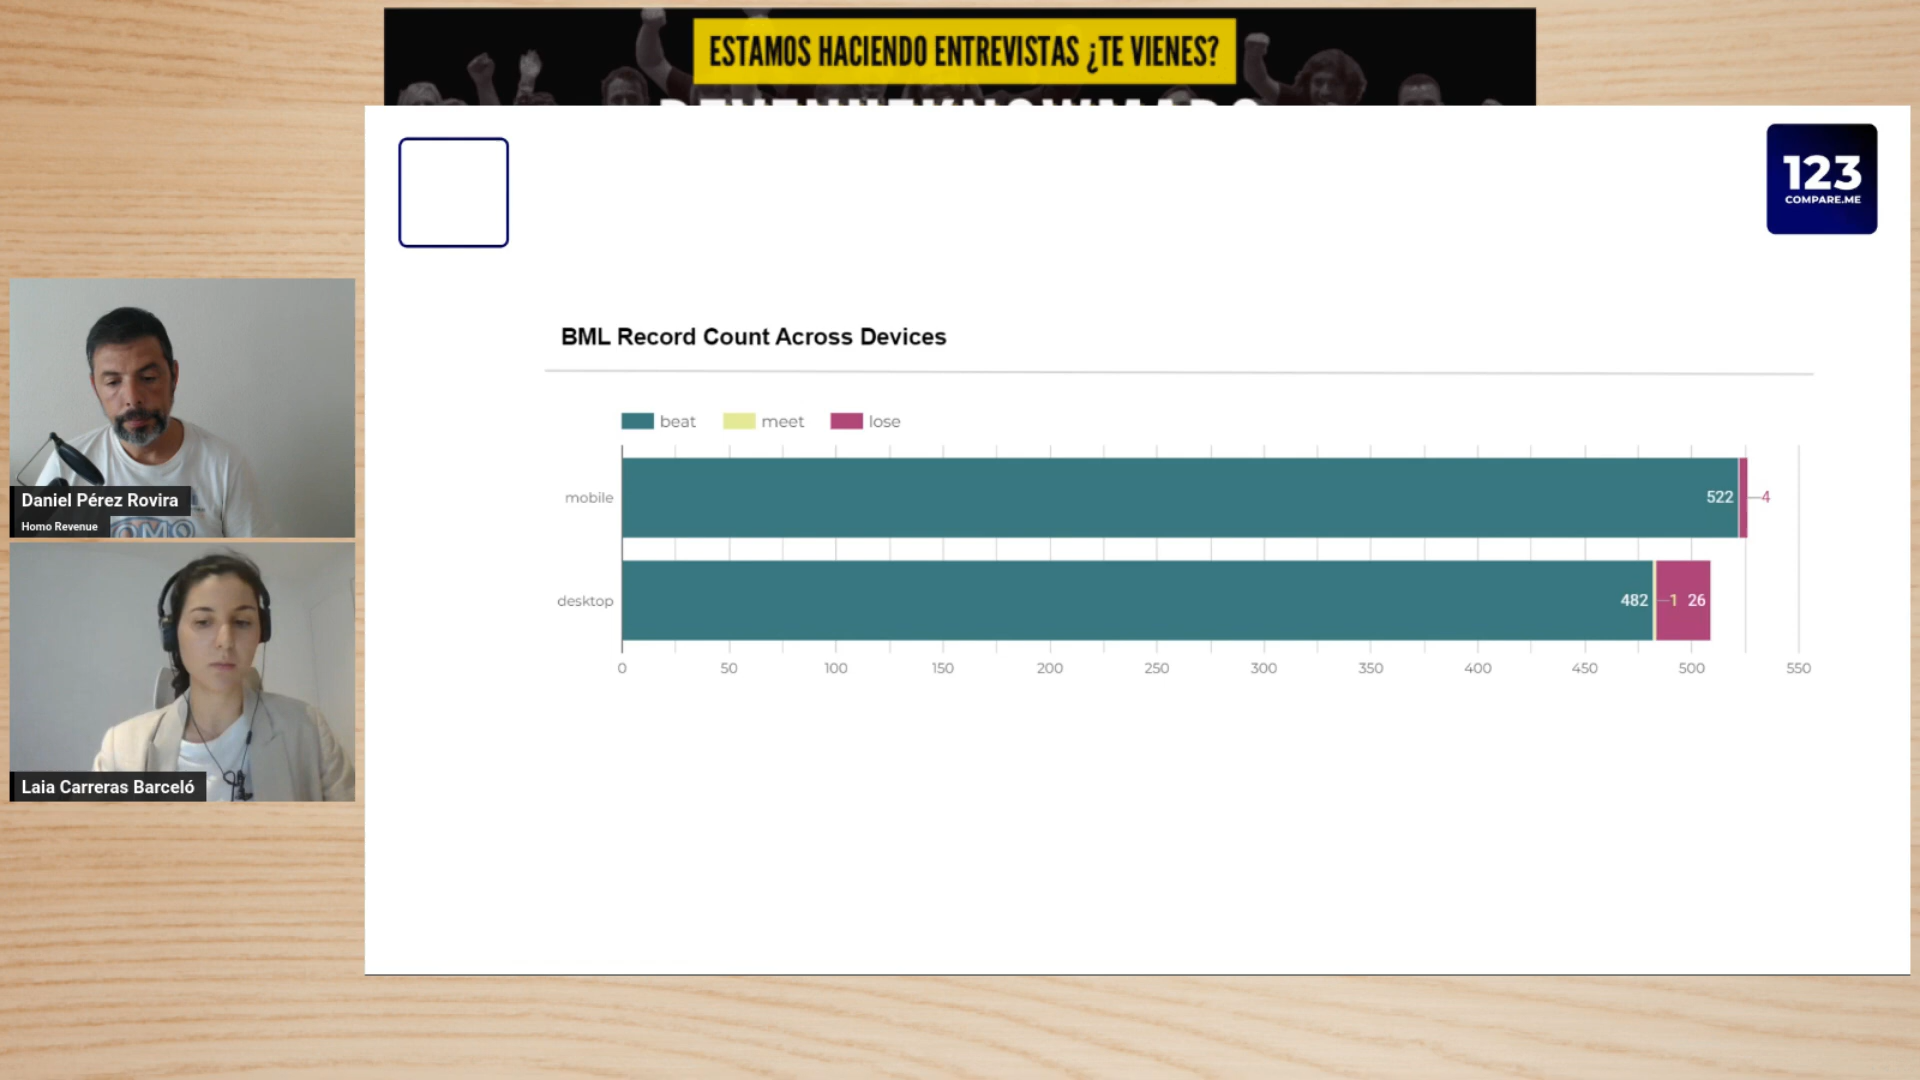 ESTAMOS HACIENDO ENTREVISTAS ¿TE VIENES?
123
COMPARE.ME
BML Record Count Across Devices
beat meet lose
mobile 522 4
desktop 482 1 26
0 50 100 150 200 250 300 350 400 450 500 550
Daniel Pérez Rovira
Homo Revenue
Laia Carreras Barceló